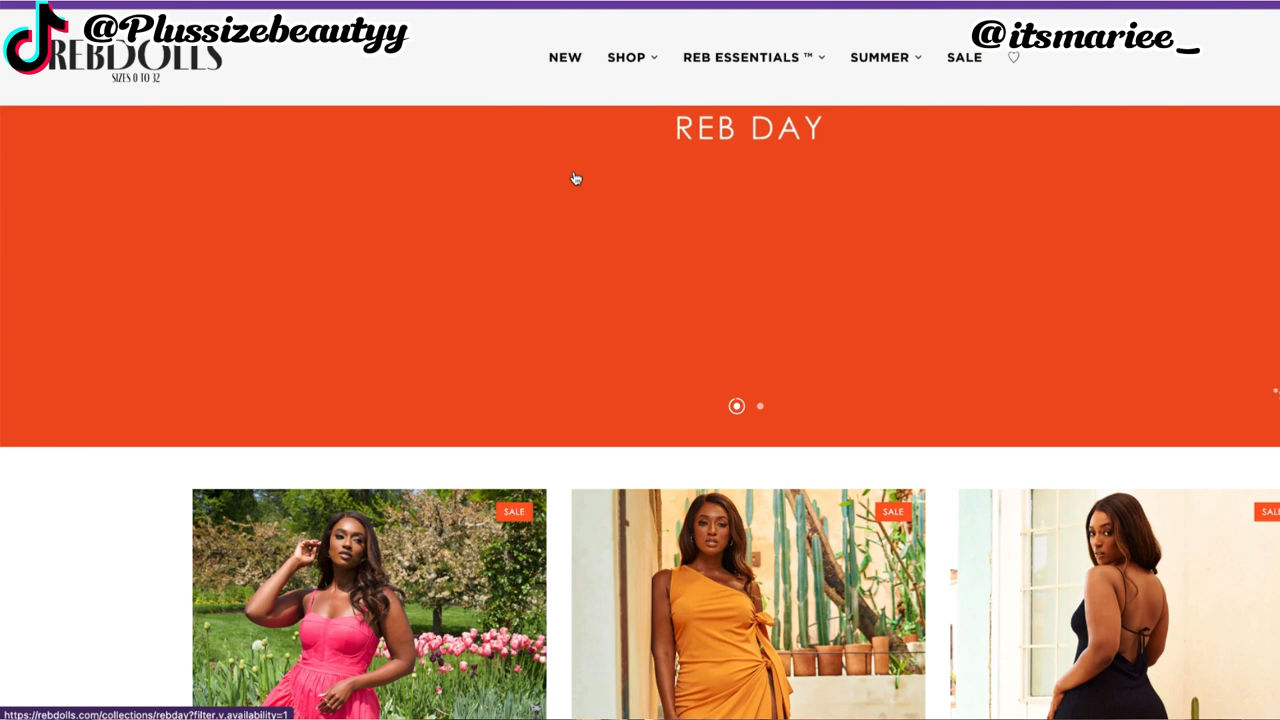 @Plussizebeautyy
@itsmariee_
REBDOLLS
SIZES 0 TO 32
NEW SHOP REB ESSENTIALS ™ SUMMER SALE
REB DAY
SALE
SALE
https://rebdolls.com/collections/rebday?filter.v.availability=1